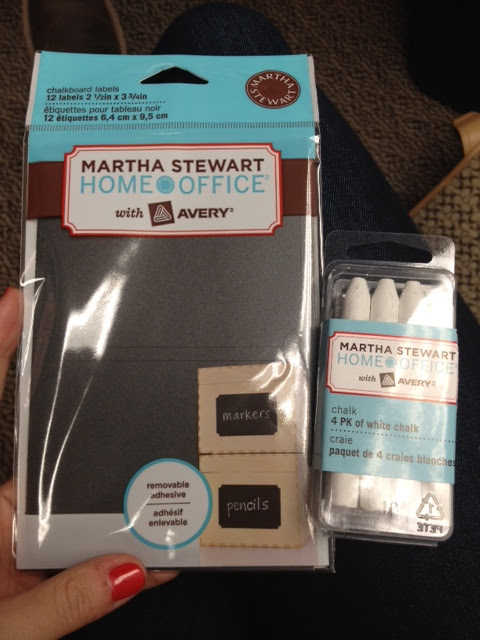 chalkboard labels
12 labels 2 1/2in x 3 3/4in
étiquettes pour tableau noir
12 étiquettes 6,4 cm x 9,5 cm
MARTHA STEWART
MARTHA STEWART
HOME OFFICE
with AVERY
markers
pencils
removable
adhesive
adhésif
enlevable
MARTHA STEWART
HOME OFFICE
with AVERY
chalk
4 PK of white chalk
craie
paquet de 4 craies blanches
1
PETE